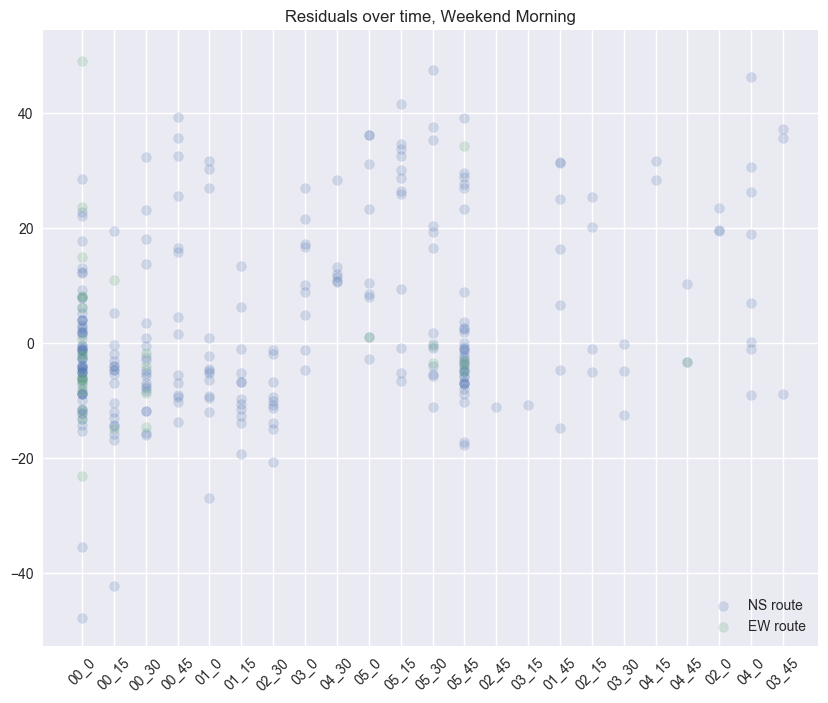 Residuals over time, Weekend Morning
40
20
0
−20
−40
NS route
EW route
00_0 00_15 00_30 00_45 01_0 01_15 02_30 03_0 04_30 05_0 05_15 05_30 05_45 02_45 03_15 01_45 02_15 03_30 04_15 04_45 02_0 04_0 03_45